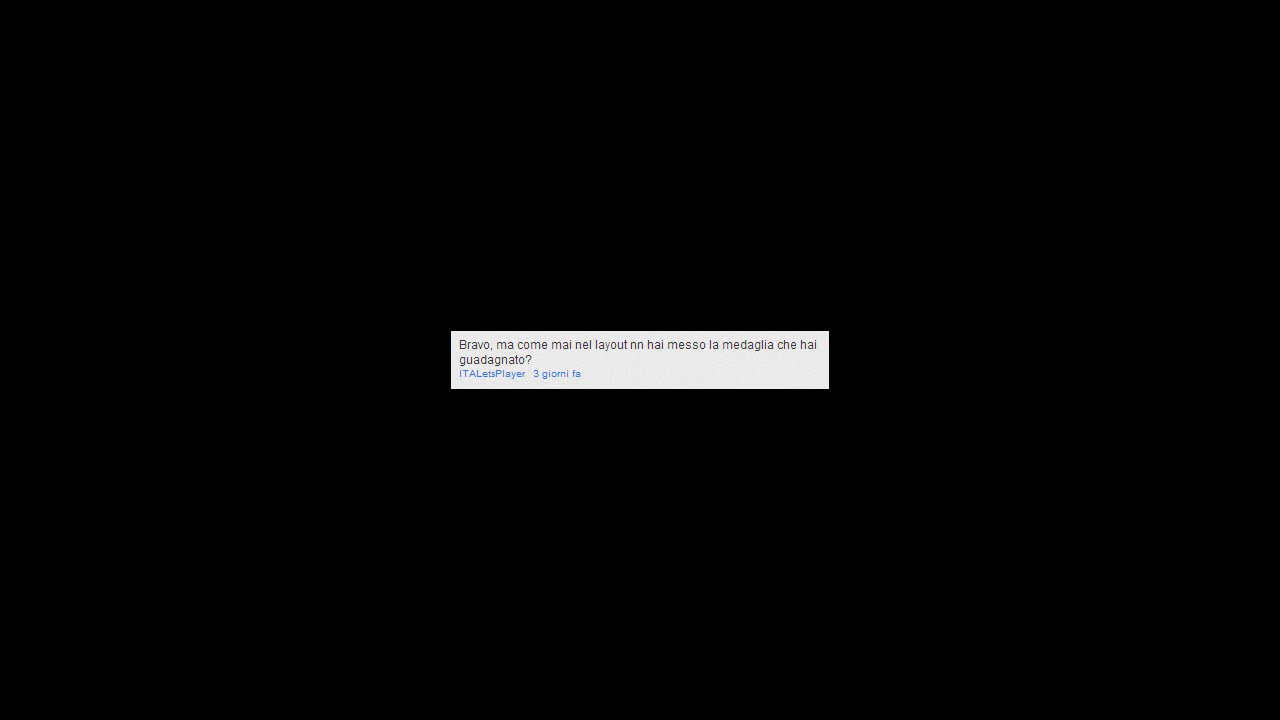 Bravo, ma come mai nel layout nn hai messo la medaglia che hai
guadagnato?
ITALetsPlayer 3 giorni fa